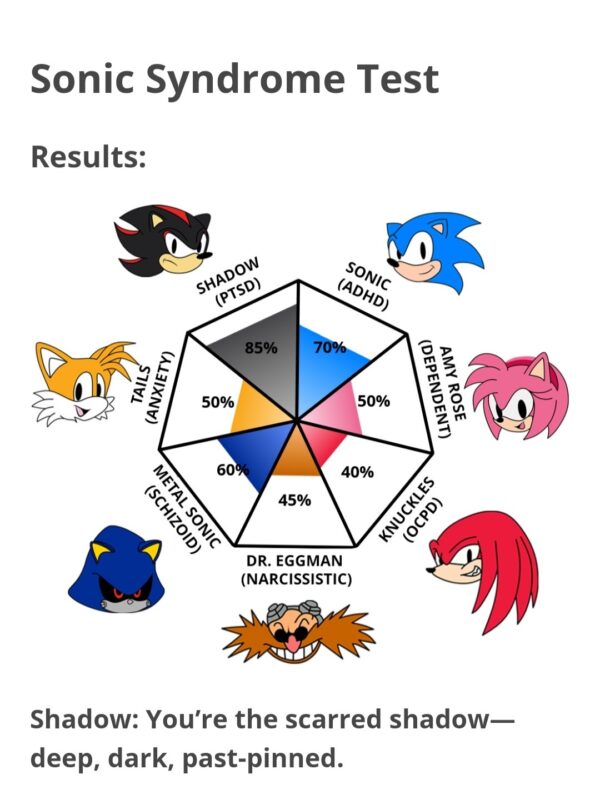 Sonic Syndrome Test
Results:
SHADOW
(PTSD)
SONIC
(ADHD)
85%
70%
TAILS
(ANXIETY)
AMY ROSE
(DEPENDENT)
50%
50%
60%
40%
45%
METAL SONIC
(SCHIZOID)
KNUCKLES
(OCPD)
DR. EGGMAN
(NARCISSISTIC)
Shadow: You’re the scarred shadow—
deep, dark, past-pinned.